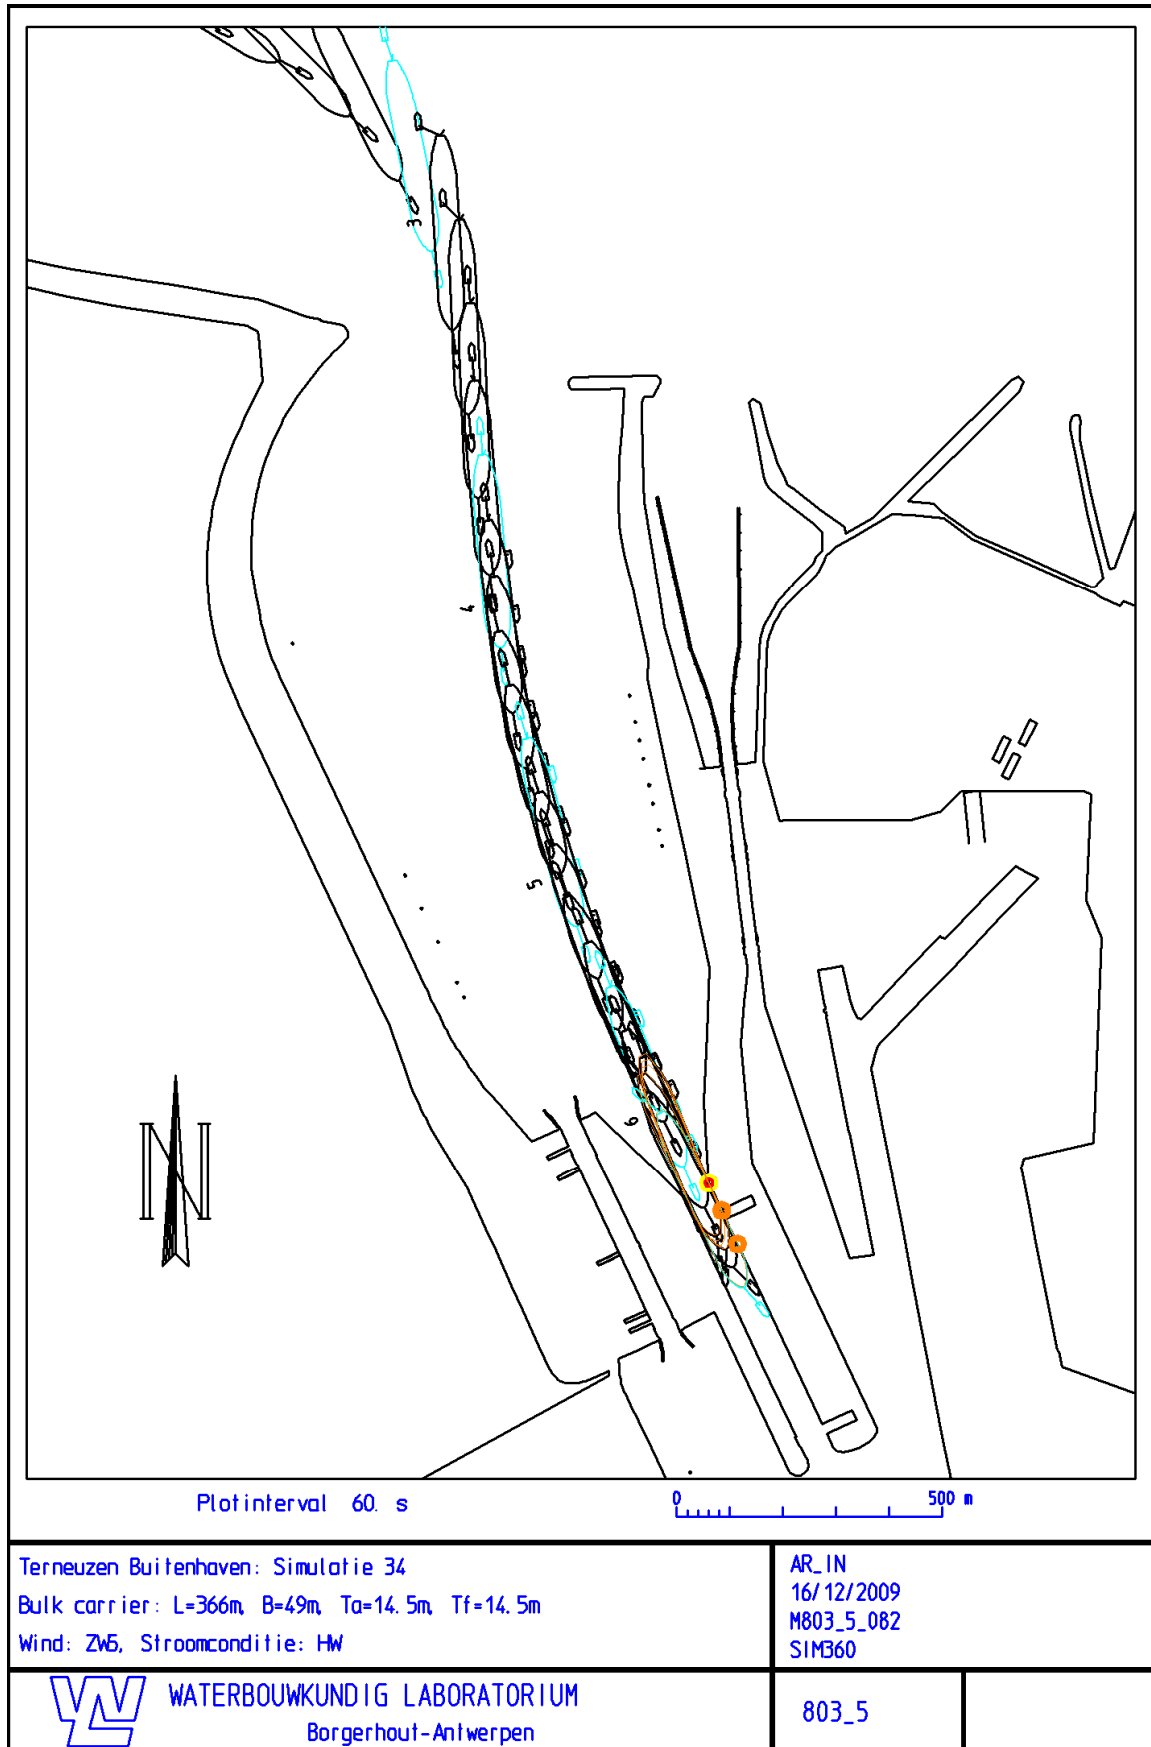 3
4
5
6
N
Plotinterval 60. s
0 500 m
Terneuzen Buitenhaven: Simulatie 34
Bulk carrier: L=366m, B=49m, Ta=14.5m, Tf=14.5m
Wind: ZW5, Stroomconditie: HW
AR_IN
16/12/2009
M803_5_082
SIM360
WL
WATERBOUWKUNDIG LABORATORIUM
Borgerhout-Antwerpen
803_5